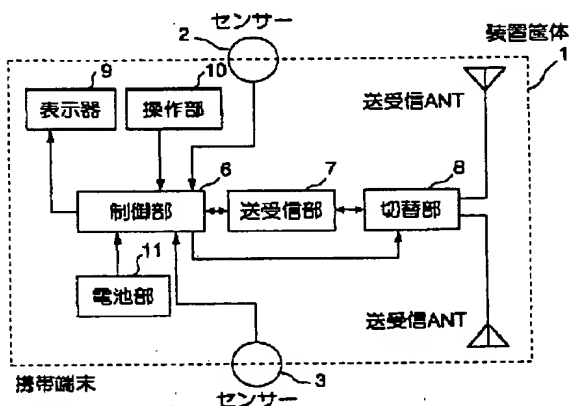 センサー
2
装置筐体
1
9
10
送受信ANT
表示器
操作部
6
7
8
制御部
送受信部
切替部
11
電池部
送受信ANT
携帯端末
3
センサー